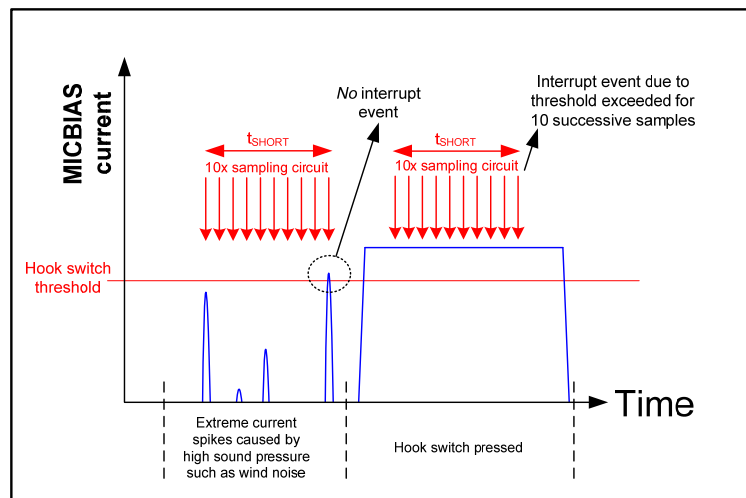 MICBIAS
current
No interrupt
event
Interrupt event due to
threshold exceeded for
10 successive samples
tSHORT
10x sampling circuit
tSHORT
10x sampling circuit
Hook switch
threshold
Time
Extreme current
spikes caused by
high sound pressure
such as wind noise
Hook switch pressed